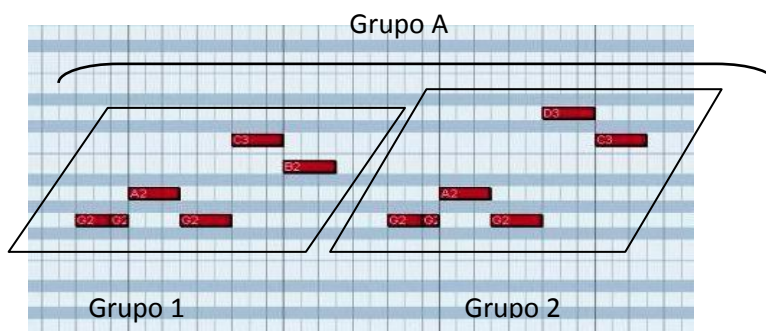 Grupo A
D3
C3 C3
B2
A2 A2
G2 G2 G2 G2 G2 G2
Grupo 1 Grupo 2